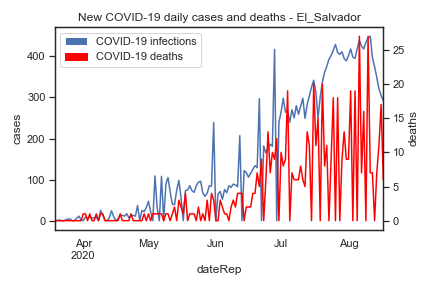 New COVID-19 daily cases and deaths - El_Salvador
COVID-19 infections
COVID-19 deaths
400
300
200
100
0
cases
25
20
15
10
5
0
deaths
Apr
2020
May
Jun
Jul
Aug
dateRep